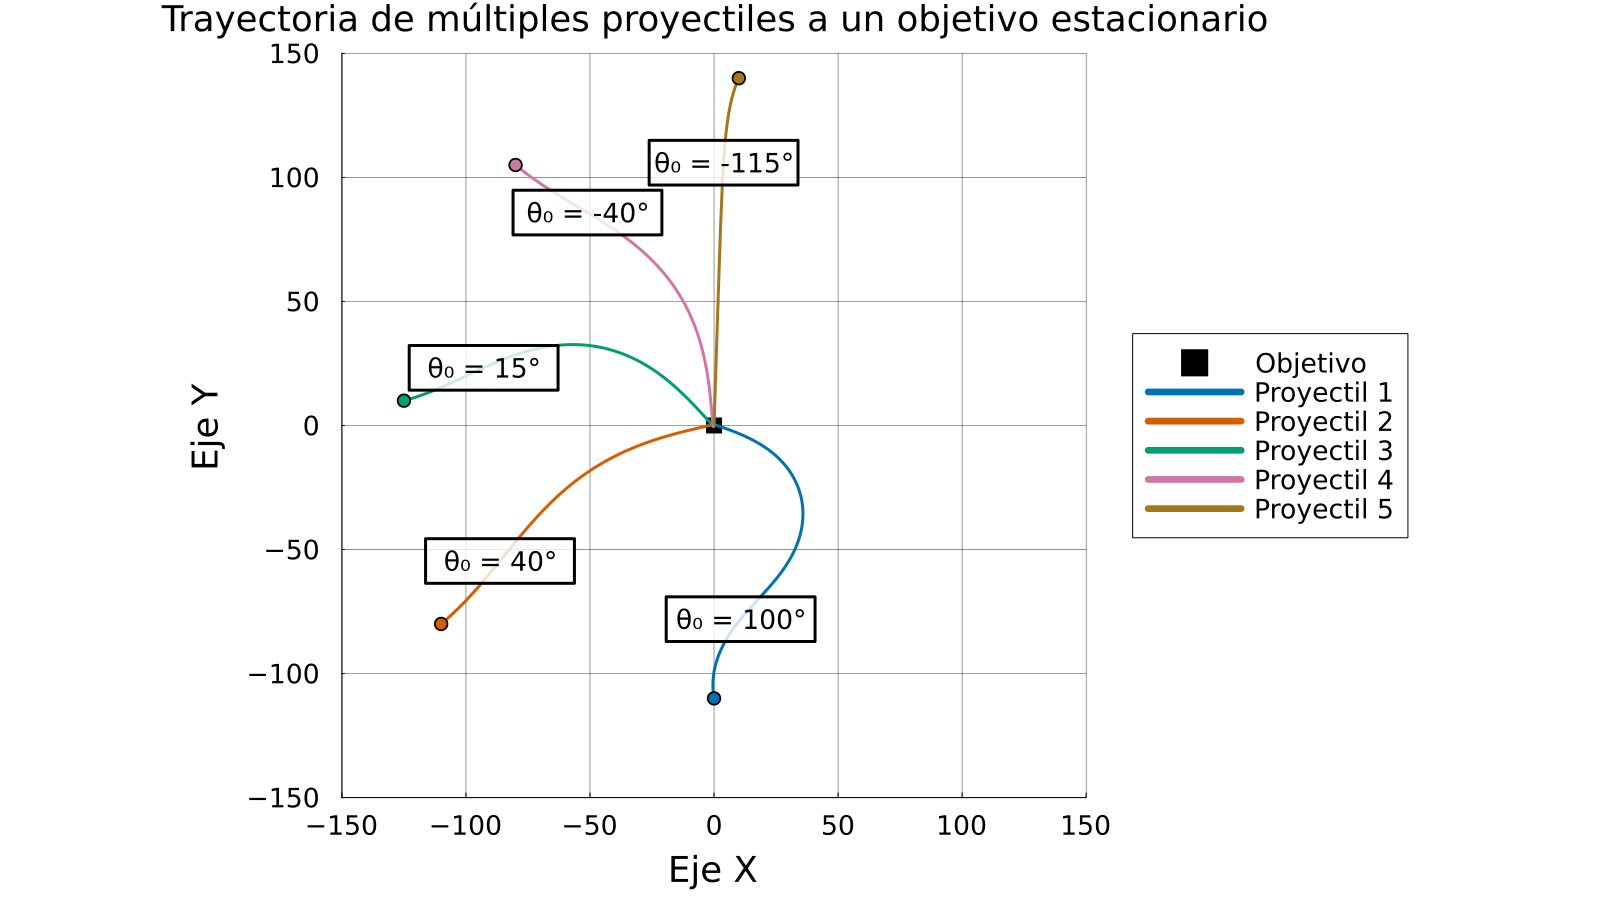 Trayectoria de múltiples proyectiles a un objetivo estacionario
150
100
50
0
−50
−100
−150
Eje Y
θ₀ = -115°
θ₀ = -40°
θ₀ = 15°
θ₀ = 40°
θ₀ = 100°
−150 −100 −50 0 50 100 150
Eje X
Objetivo
Proyectil 1
Proyectil 2
Proyectil 3
Proyectil 4
Proyectil 5